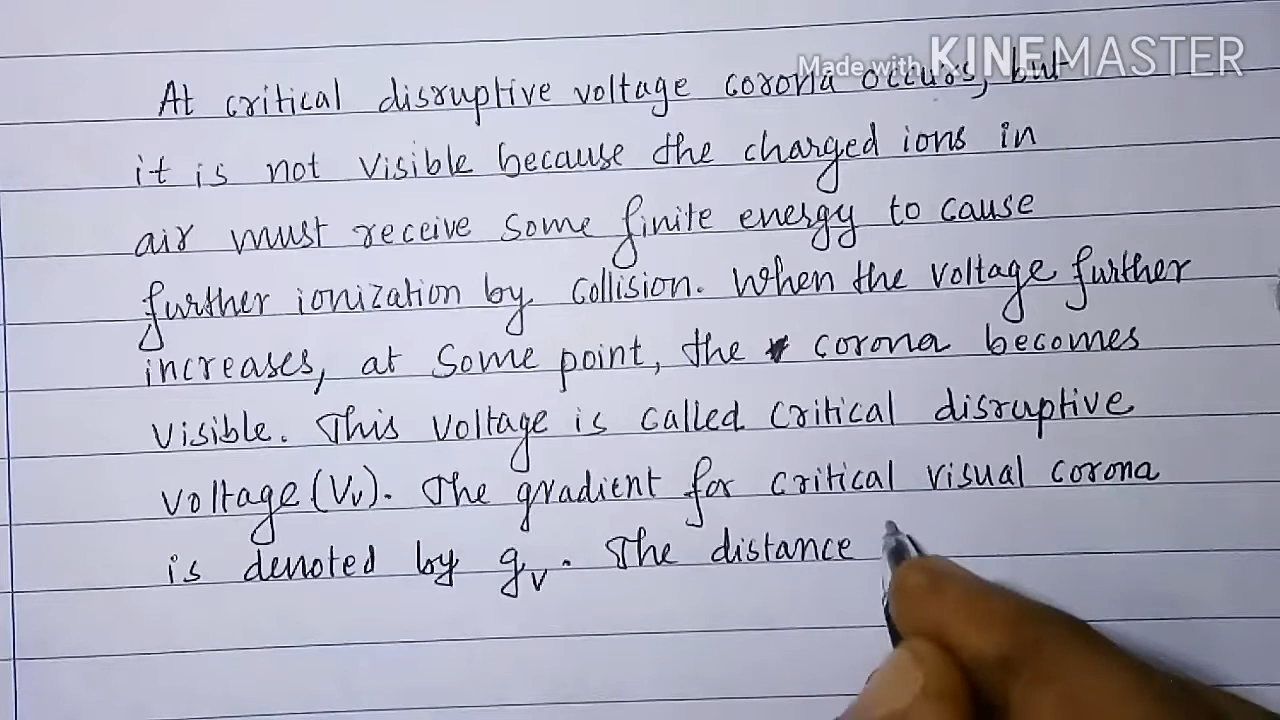 Made with KINEMASTER
At critical disruptive voltage corona occurs, but
it is not visible because the charged ions in
air must receive some finite energy to cause
further ionization by collision. When the voltage further
increases, at some point, the corona becomes
visible. This voltage is called critical disruptive
voltage (Vv). The gradient for critical visual corona
is denoted by gv. The distance